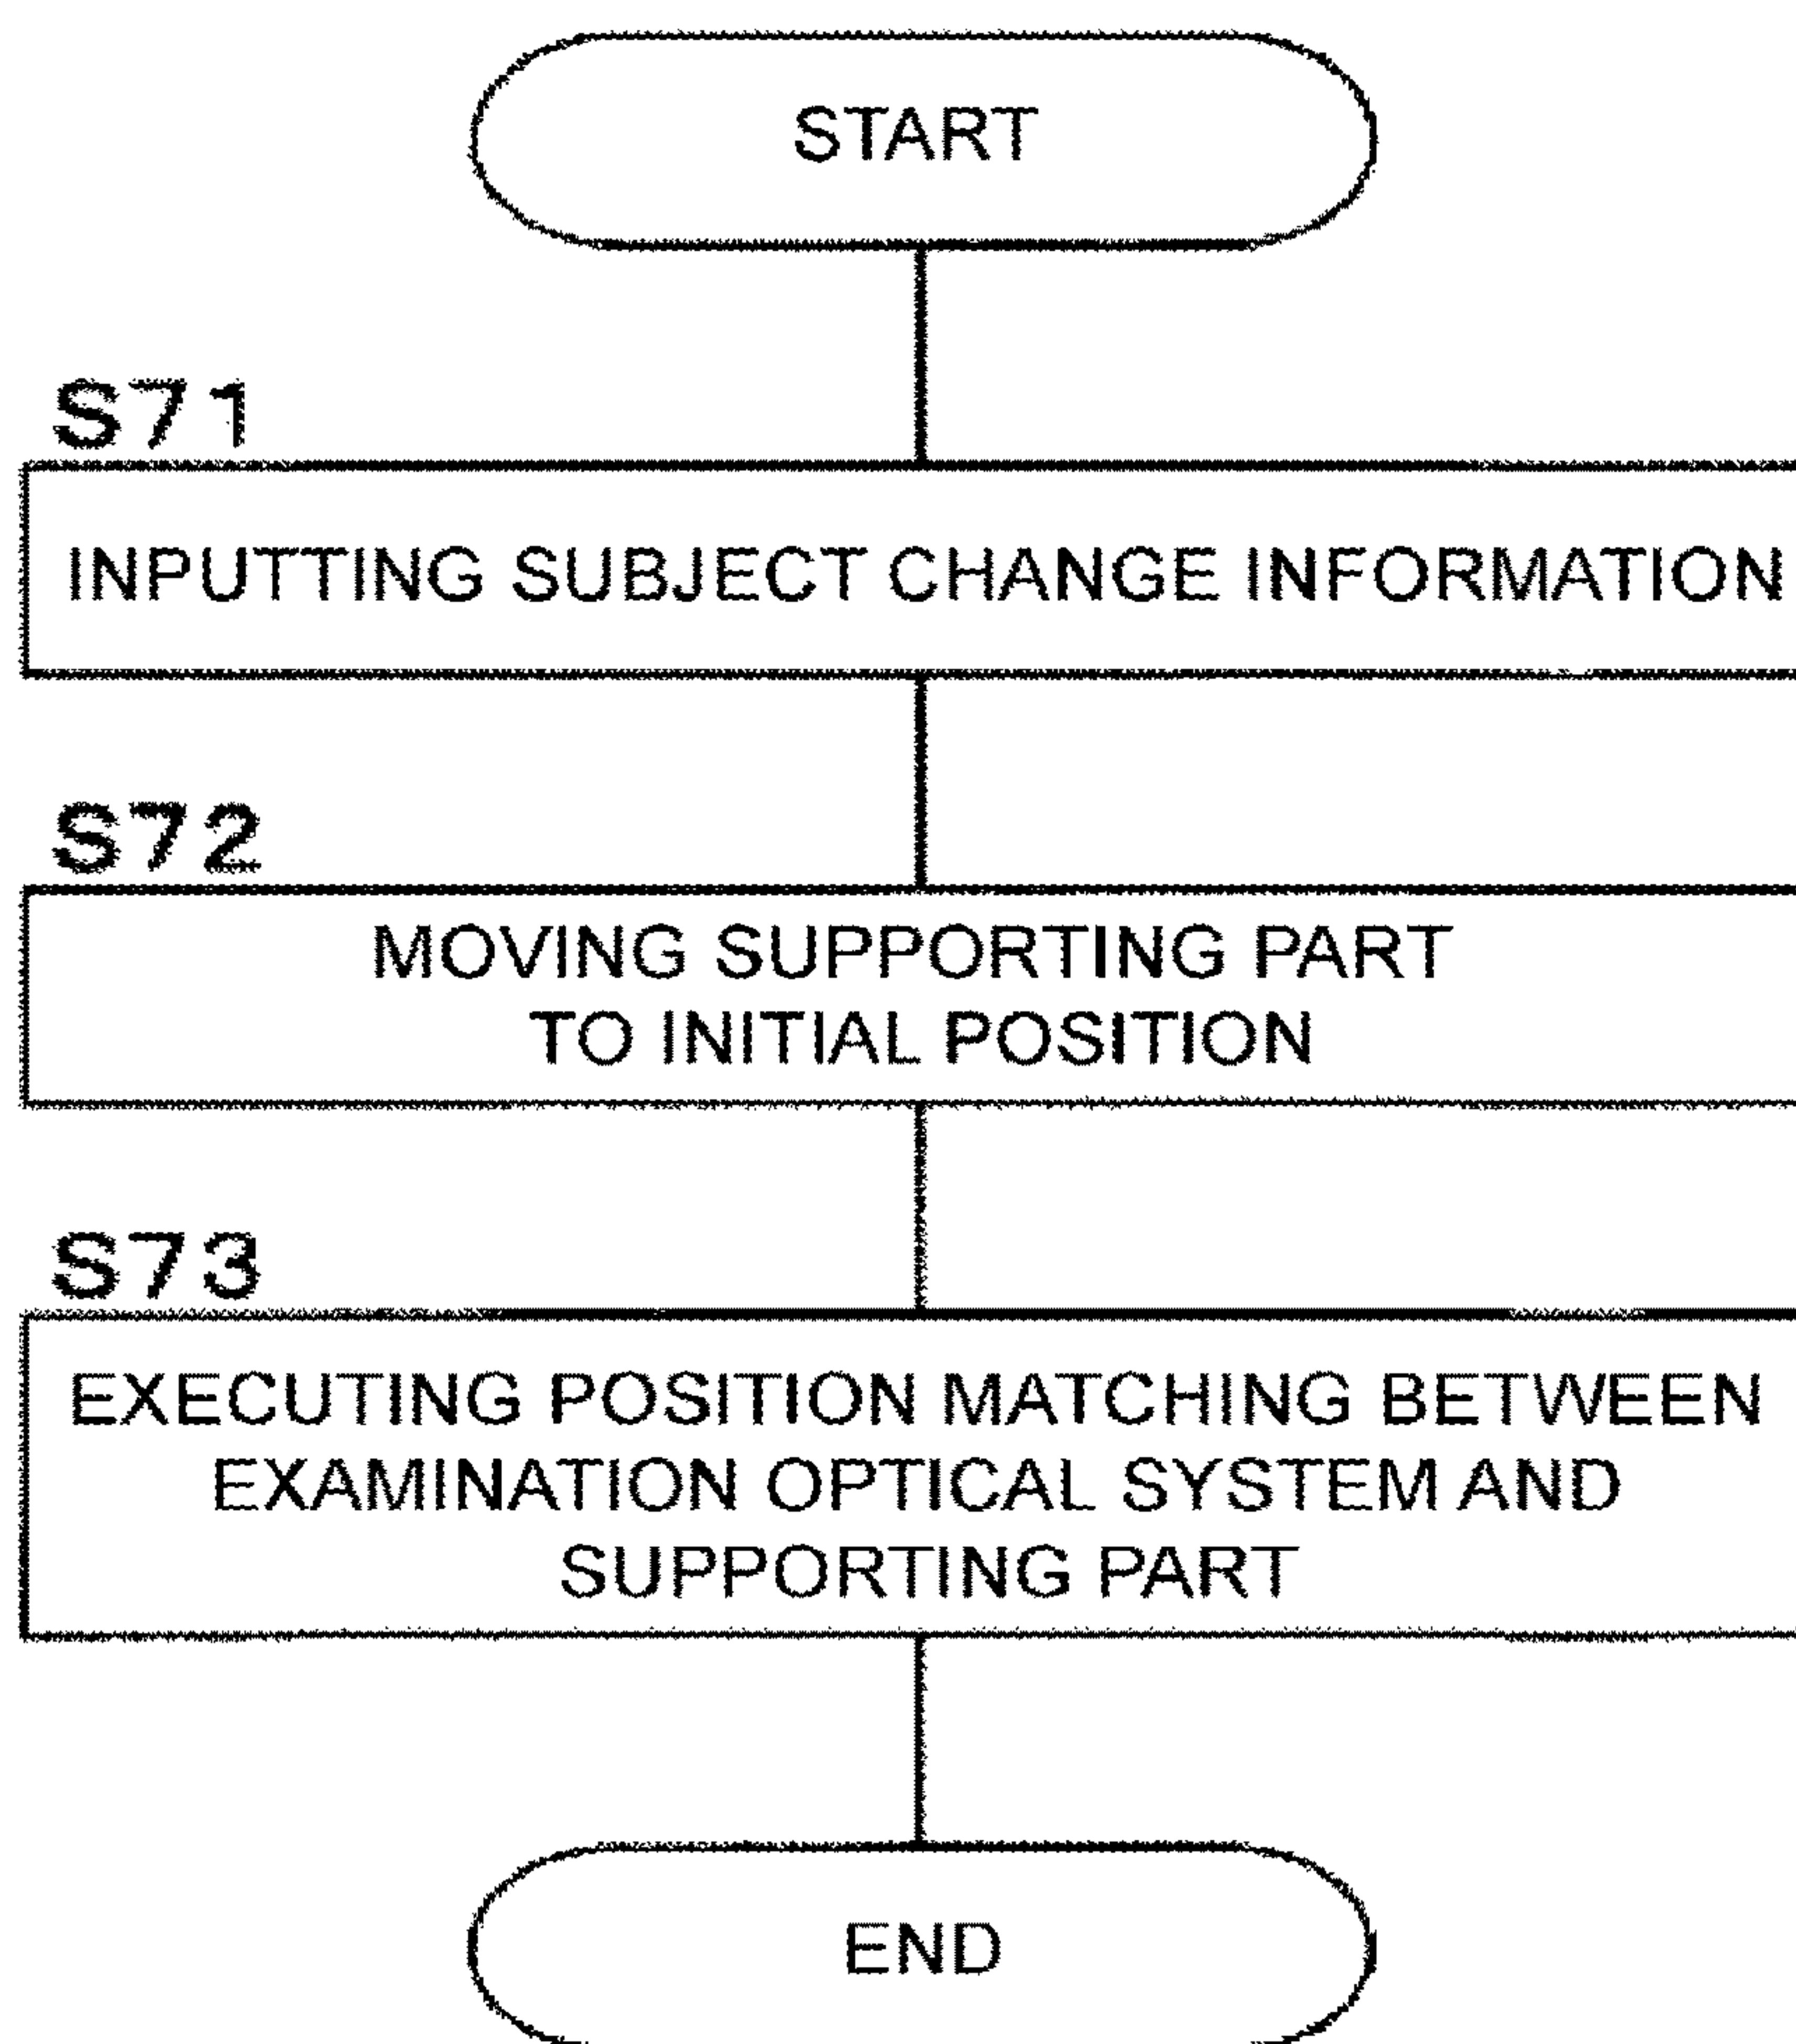 START
S71
INPUTTING SUBJECT CHANGE INFORMATION
S72
MOVING SUPPORTING PART
TO INITIAL POSITION
S73
EXECUTING POSITION MATCHING BETWEEN
EXAMINATION OPTICAL SYSTEM AND
SUPPORTING PART
END